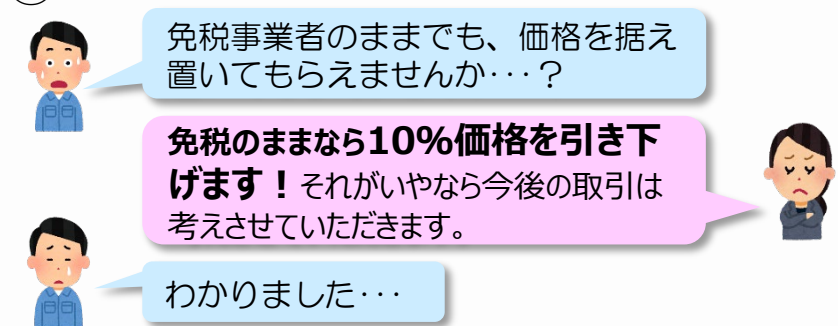 免税事業者のままでも、価格を据え
置いてもらえませんか･･･？
免税のままなら10%価格を引き下
げます！それがいやなら今後の取引は
考えさせていただきます。
わかりました･･･